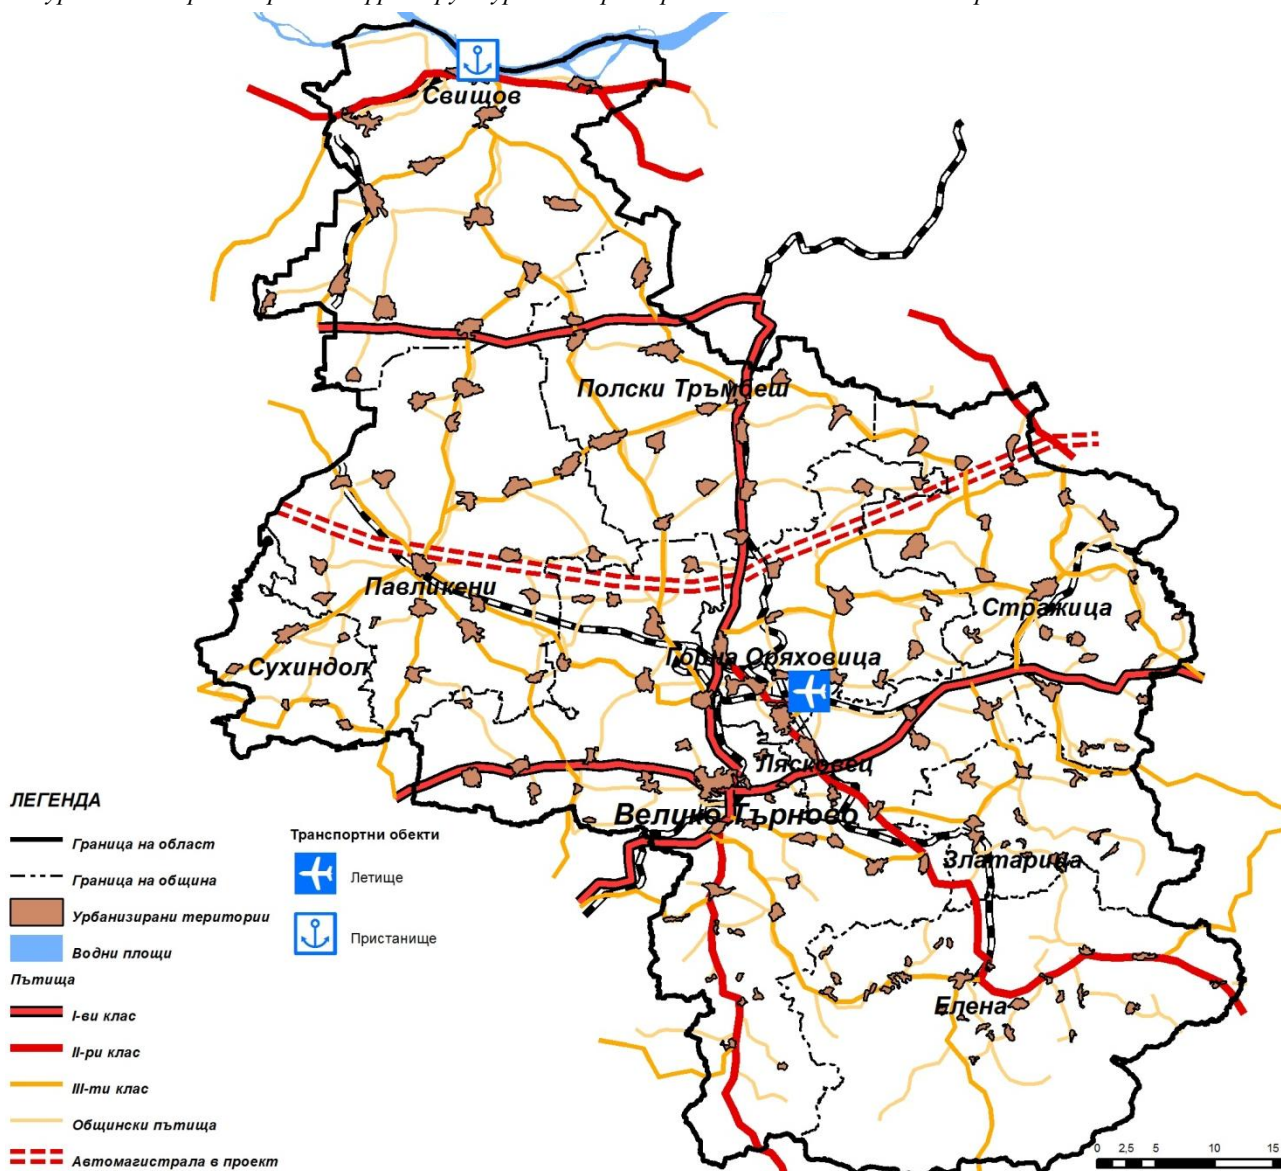 Свищов
Полски Тръмбеш
Павликени
Стражица
Горна Оряховица
Сухиндол
Лясковец
Велико Търново
Златарица
Елена
ЛЕГЕНДА
Граница на област
Граница на община
Урбанизирани територии
Водни площи
Пътища
I-ви клас
II-ри клас
III-ти клас
Общински пътища
Автомагистрала в проект
Транспортни обекти
Летище
Пристанище
0 2,5 5 10 15